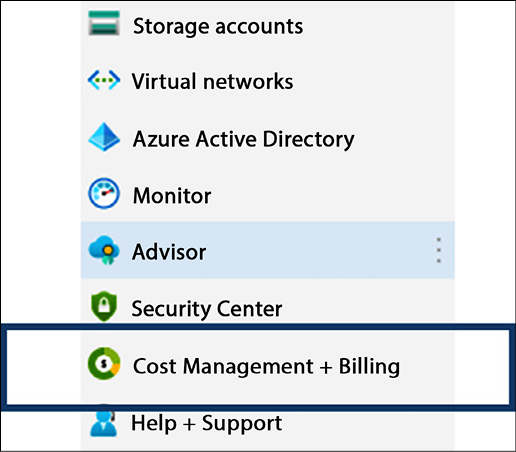 Storage accounts
Virtual networks
Azure Active Directory
Monitor
Advisor
Security Center
Cost Management + Billing
Help + Support